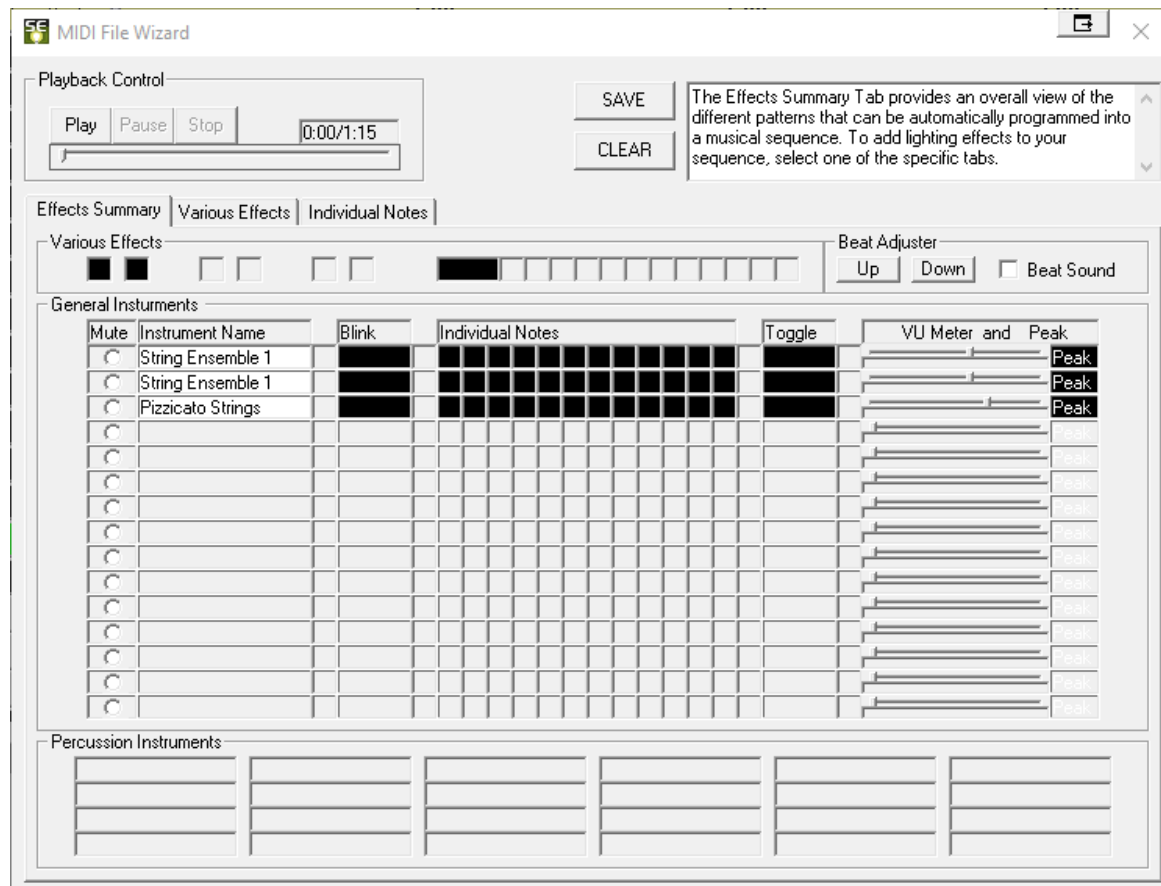 SE MIDI File Wizard
Playback Control
Play Pause Stop 0:00/1:15
SAVE
CLEAR
The Effects Summary Tab provides an overall view of the
different patterns that can be automatically programmed into
a musical sequence. To add lighting effects to your
sequence, select one of the specific tabs.
Effects Summary Various Effects Individual Notes
Various Effects
Beat Adjuster
Up Down Beat Sound
General Insturments
Mute Instrument Name Blink Individual Notes Toggle VU Meter and Peak
String Ensemble 1 Peak
String Ensemble 1 Peak
Pizzicato Strings Peak
Peak
Peak
Peak
Peak
Peak
Peak
Peak
Peak
Peak
Peak
Peak
Peak
Percussion Instruments